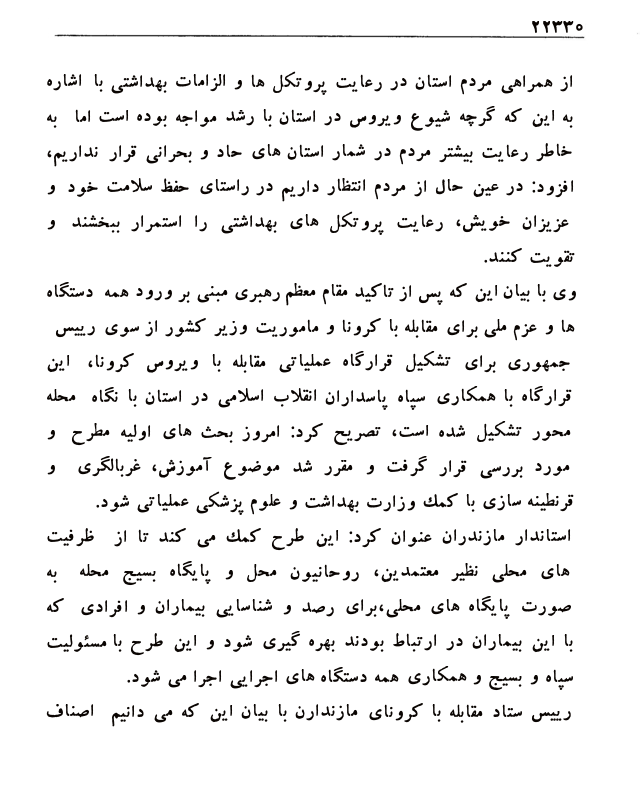 ۲۲۳۳۰
از همراهی مردم استان در رعایت پروتکل ها و الزامات بهداشتی با اشاره
به این که گرچه شیوع ویروس در استان با رشد مواجه بوده است اما به
خاطر رعایت بیشتر مردم در شمار استان های حاد و بحرانی قرار نداریم،
افزود: در عین حال از مردم انتظار داریم در راستای حفظ سلامت خود و
عزیزان خویش، رعایت پروتکل های بهداشتی را استمرار ببخشند و
تقویت کنند.
وی با بیان این که پس از تاکید مقام معظم رهبری مبنی بر ورود همه دستگاه
ها و عزم ملی برای مقابله با کرونا و ماموریت وزیر کشور از سوی رییس
جمهوری برای تشکیل قرارگاه عملیاتی مقابله با ویروس کرونا، این
قرارگاه با همکاری سپاه پاسداران انقلاب اسلامی در استان با نگاه محله
محور تشکیل شده است، تصریح کرد: امروز بحث های اولیه مطرح و
مورد بررسی قرار گرفت و مقرر شد موضوع آموزش، غربالگری و
قرنطینه سازی با کمک وزارت بهداشت و علوم پزشکی عملیاتی شود.
استاندار مازندران عنوان کرد: این طرح کمک می کند تا از ظرفیت
های محلی نظیر معتمدین، روحانیون محل و پایگاه بسیج محله به
صورت پایگاه های محلی،برای رصد و شناسایی بیماران و افرادی که
با این بیماران در ارتباط بودند بهره گیری شود و این طرح با مسئولیت
سپاه و بسیج و همکاری همه دستگاه های اجرایی اجرا می شود.
رییس ستاد مقابله با کرونای مازندارن با بیان این که می دانیم اصناف